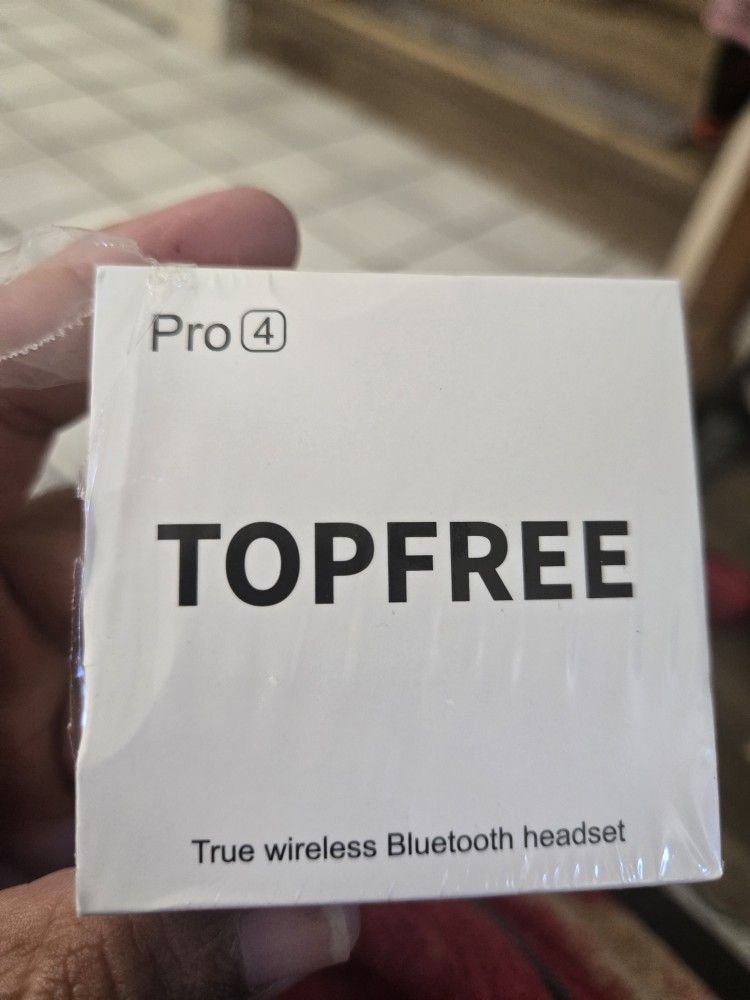 Pro 4
TOPFREE
True wireless Bluetooth headset